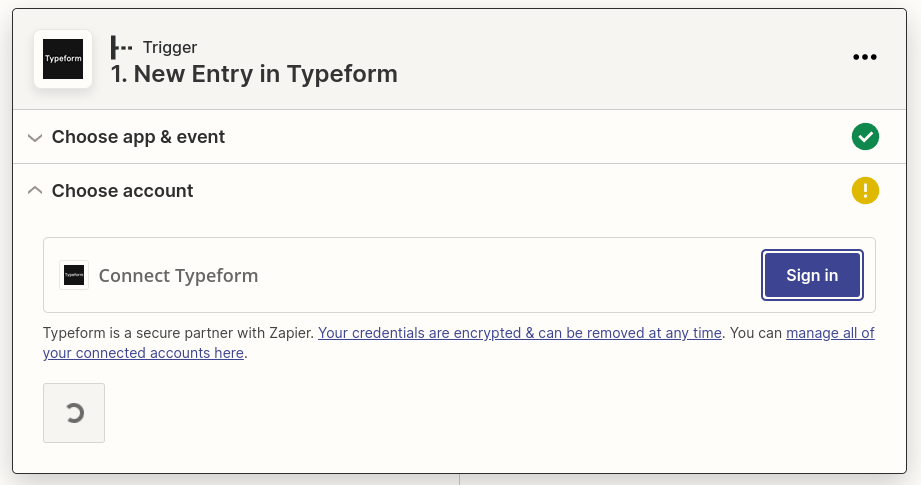 Typeform
Trigger
1. New Entry in Typeform
Choose app & event
Choose account
Typeform
Connect Typeform
Sign in
Typeform is a secure partner with Zapier. Your credentials are encrypted & can be removed at any time. You can manage all of
your connected accounts here.